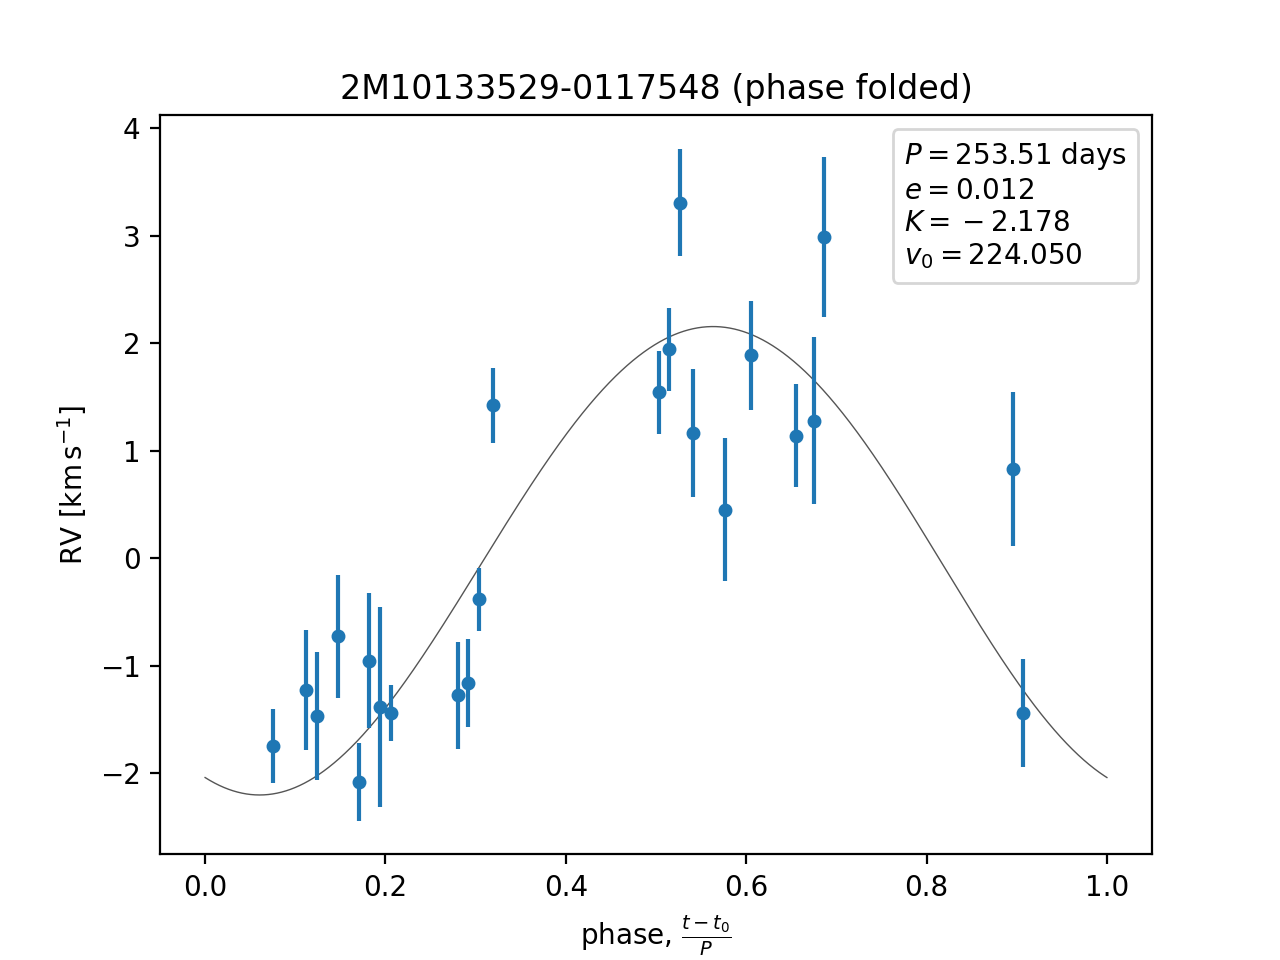 2M10133529-0117548 (phase folded)
P = 253.51 days
e = 0.012
K = −2.178
v₀ = 224.050
RV [km s⁻¹]
4
3
2
1
0
−1
−2
0.0 0.2 0.4 0.6 0.8 1.0
phase, (t − t₀)/P